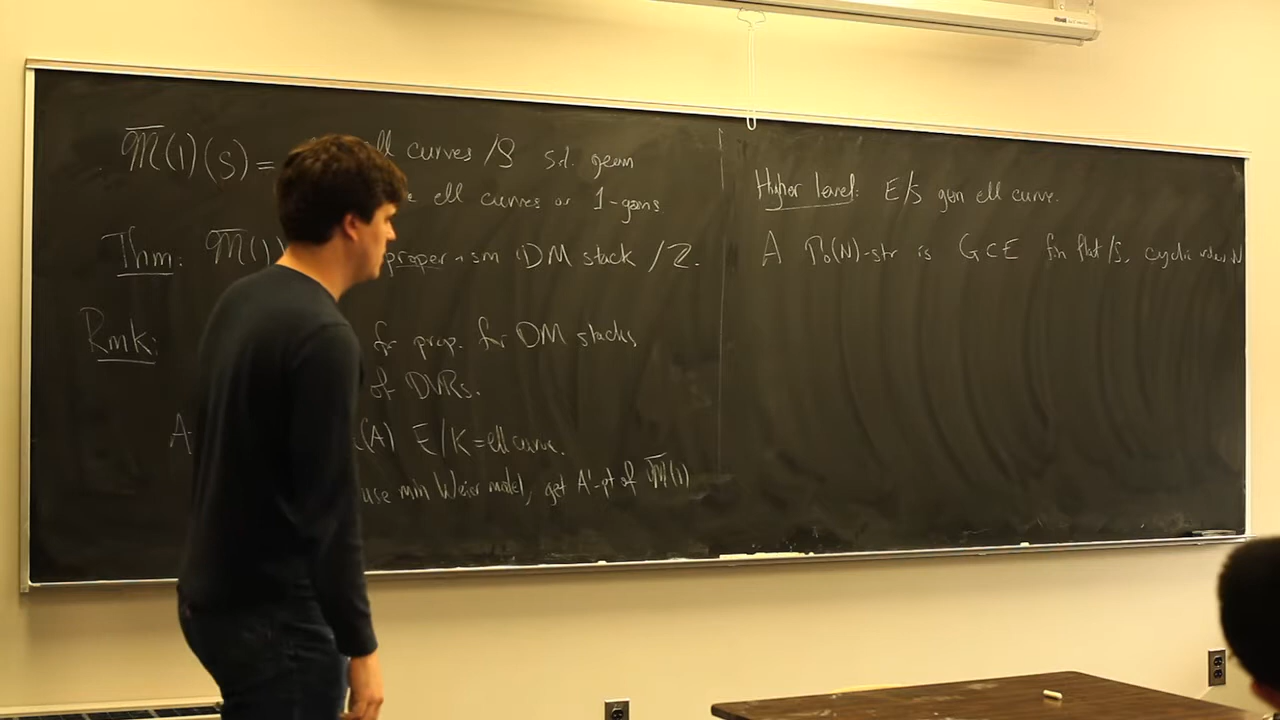 𝓜̄(1)(S) = ell curves /S s.t. geom
ell curves or 1-gons
Thm: 𝓜̄(1) proper + sm DM stack /Z.
Rmk: for prop. for DM stacks
of DVRs.
A (A) E/K = ell curve.
use min Weier model, get A'-pt of 𝓜̄(1)
Higher level: E/S gen ell curve.
A Γ₀(N)-str is G⊂E fin flat/S, cyclic order N